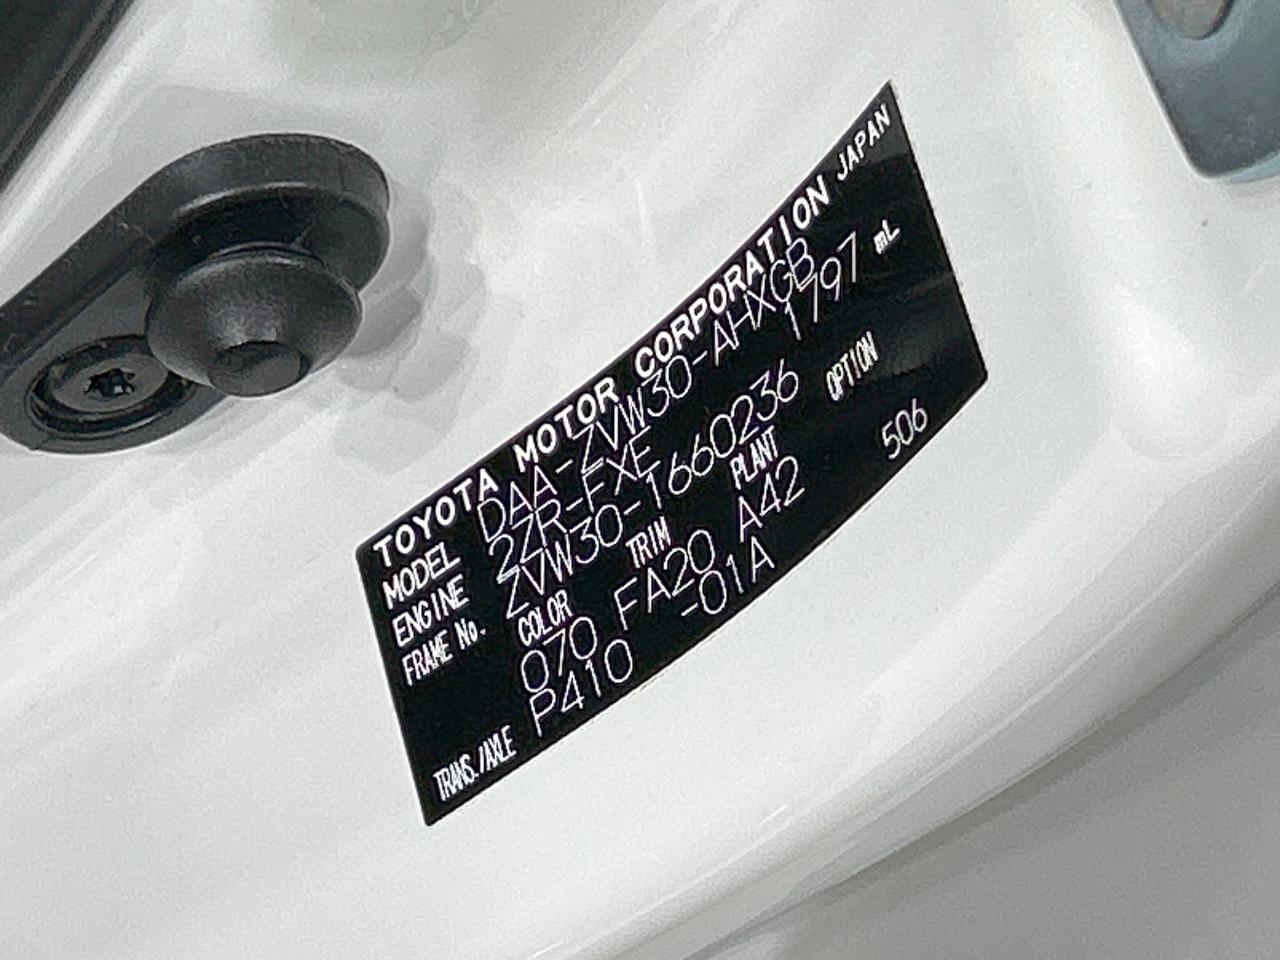 TOYOTA MOTOR CORPORATION JAPAN
MODEL DAA-ZVW30-AHXGB
ENGINE 2ZR-FXE 1797 mL
FRAME No. ZVW30-1660236
COLOR TRIM PLANT OPTION
070 FA20 A42 506
TRANS./AXLE P410 -01A